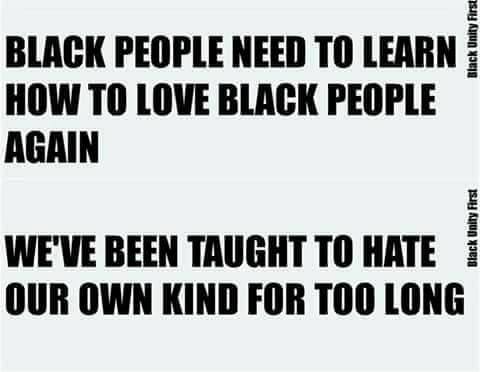 BLACK PEOPLE NEED TO LEARN
HOW TO LOVE BLACK PEOPLE
AGAIN
Black Unity First
WE'VE BEEN TAUGHT TO HATE
OUR OWN KIND FOR TOO LONG
Black Unity First